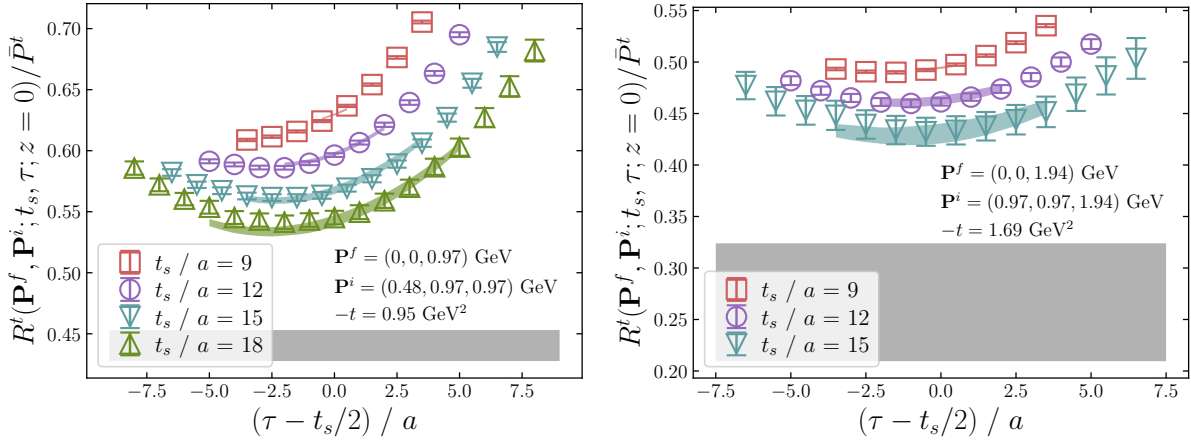 R^t(P^f, P^i; t_s, τ; z = 0)/P̄^t
0.70
0.65
0.60
0.55
0.50
0.45
t_s / a = 9
t_s / a = 12
t_s / a = 15
t_s / a = 18
P^f = (0, 0, 0.97) GeV
P^i = (0.48, 0.97, 0.97) GeV
−t = 0.95 GeV^2
−7.5 −5.0 −2.5 0.0 2.5 5.0 7.5
(τ − t_s/2) / a
R^t(P^f, P^i; t_s, τ; z = 0)/P̄^t
0.55
0.50
0.45
0.40
0.35
0.30
0.25
0.20
P^f = (0, 0, 1.94) GeV
P^i = (0.97, 0.97, 1.94) GeV
−t = 1.69 GeV^2
t_s / a = 9
t_s / a = 12
t_s / a = 15
−7.5 −5.0 −2.5 0.0 2.5 5.0 7.5
(τ − t_s/2) / a